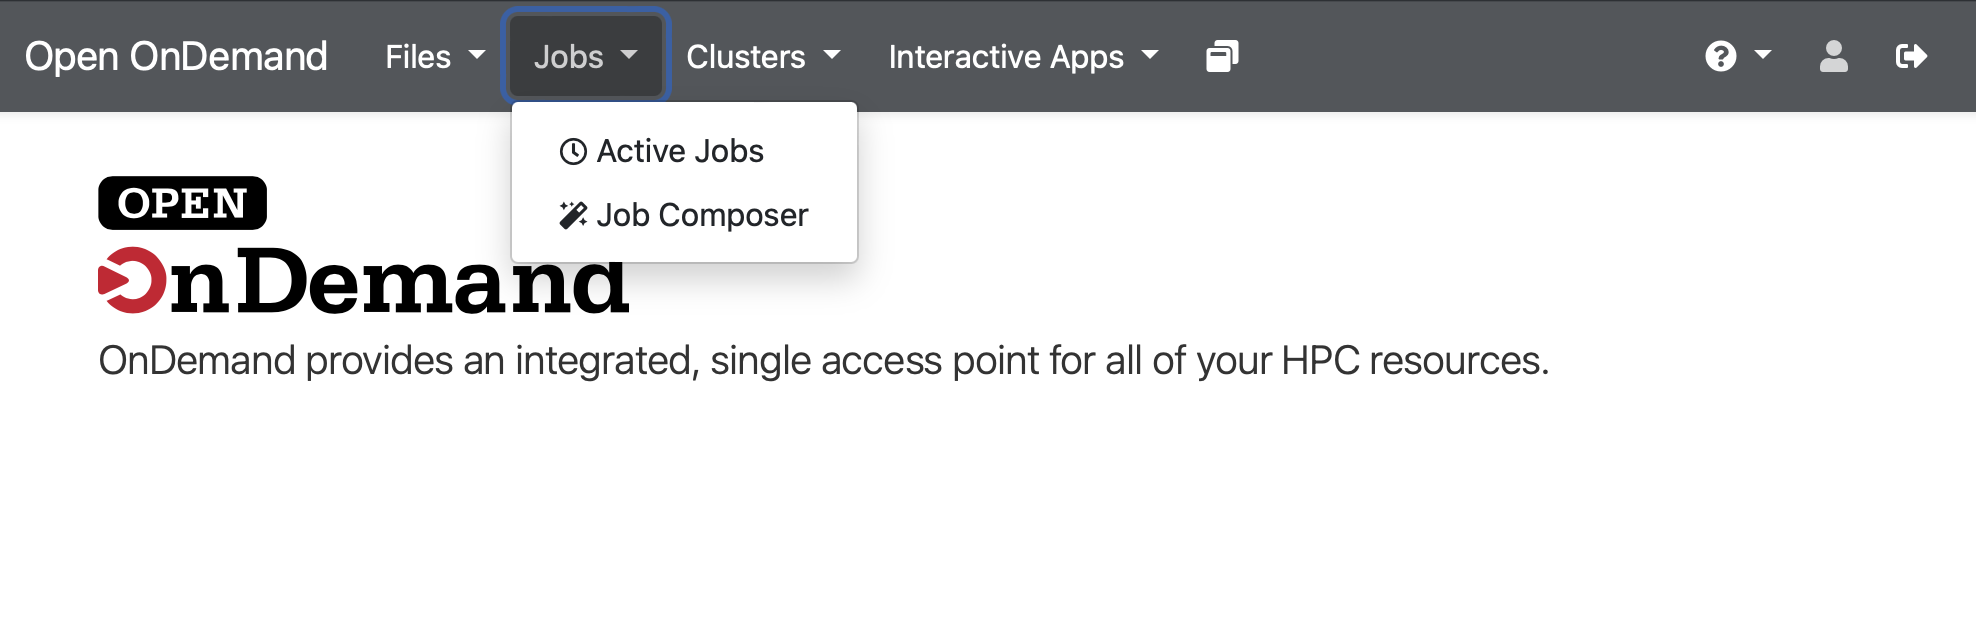 Open OnDemand Files Jobs Clusters Interactive Apps ?
Active Jobs
Job Composer
OPEN
OnDemand
OnDemand provides an integrated, single access point for all of your HPC resources.